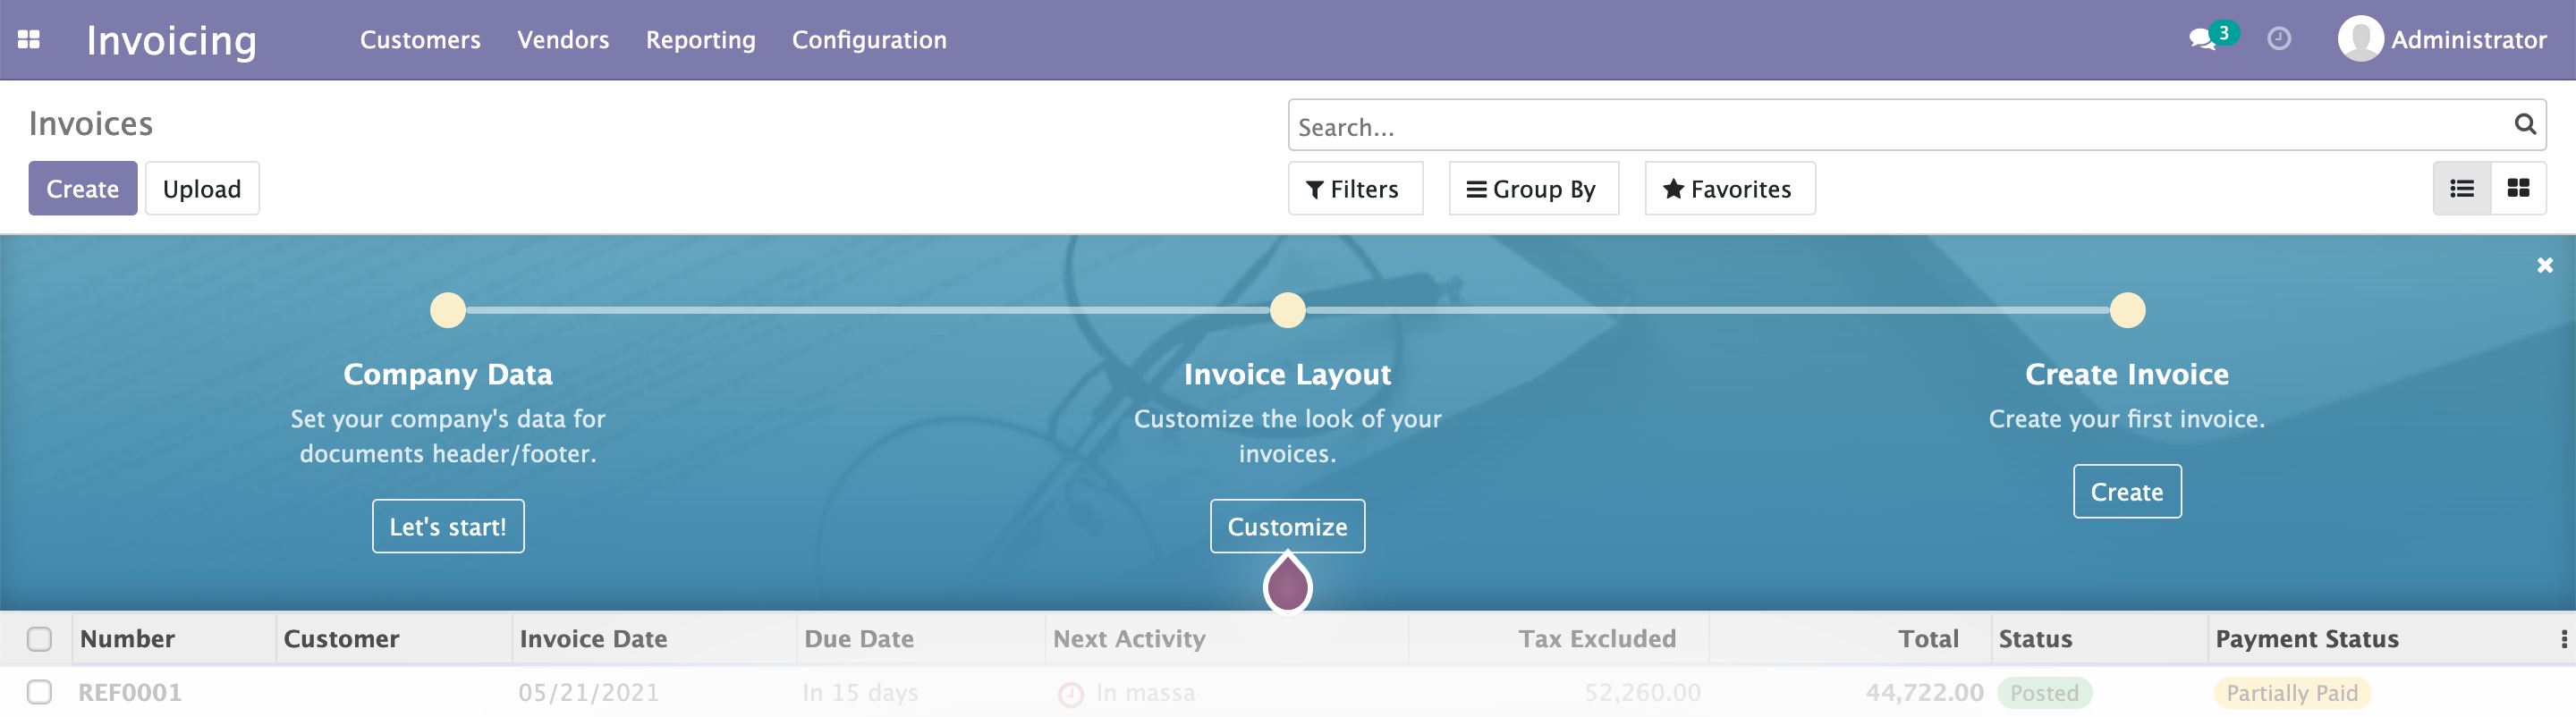 Invoicing Customers Vendors Reporting Configuration 3 Administrator
Invoices
Search...
Create Upload Filters Group By Favorites
Company Data
Set your company's data for
documents header/footer.
Let's start!
Invoice Layout
Customize the look of your
invoices.
Customize
Create Invoice
Create your first invoice.
Create
Number Customer Invoice Date Due Date Next Activity Tax Excluded Total Status Payment Status
REF0001 05/21/2021 In 15 days In massa 52,260.00 44,722.00 Posted Partially Paid